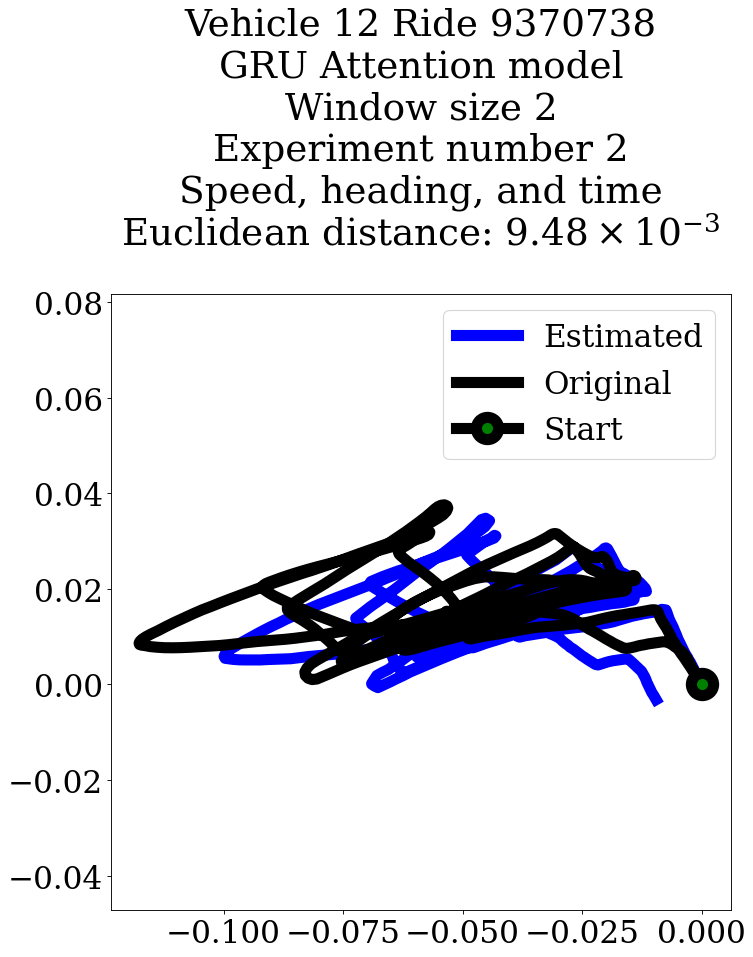 Vehicle 12 Ride 9370738
GRU Attention model
Window size 2
Experiment number 2
Speed, heading, and time
Euclidean distance: 9.48 × 10⁻³
Estimated
Original
Start
0.08
0.06
0.04
0.02
0.00
−0.02
−0.04
−0.100 −0.075 −0.050 −0.025 0.000